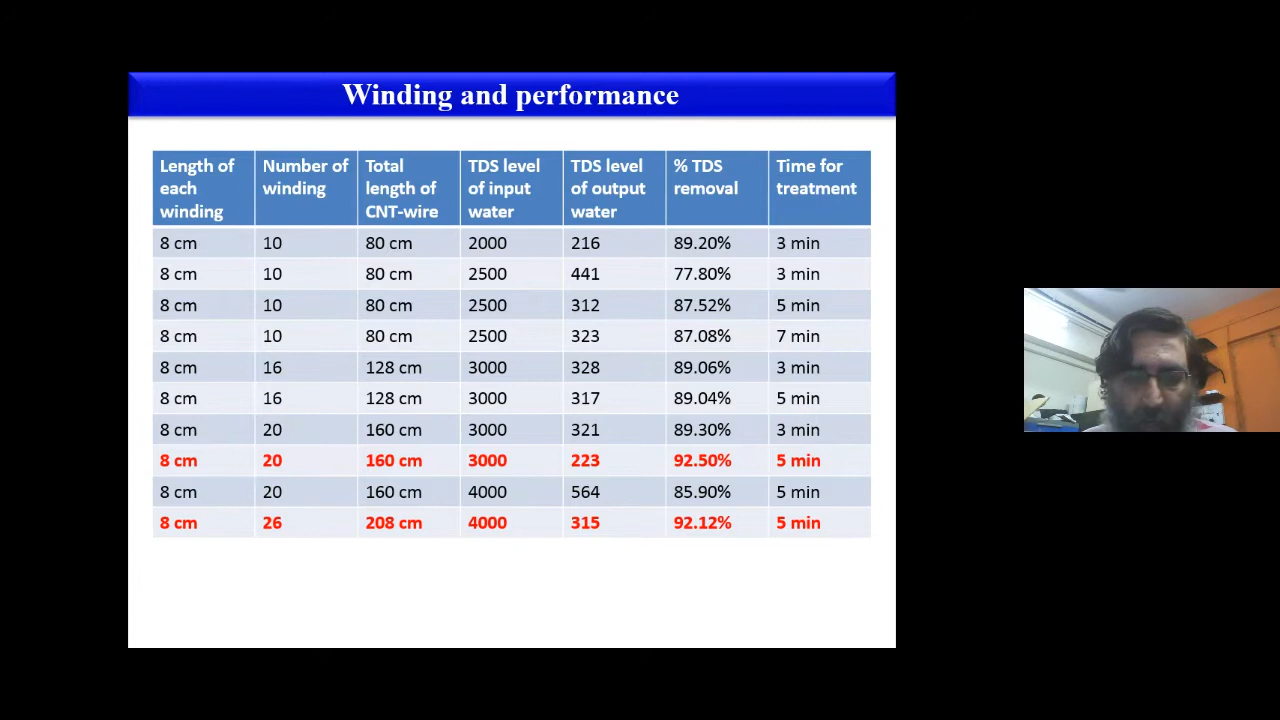 Winding and performance
Length of each winding | Number of winding | Total length of CNT-wire | TDS level of input water | TDS level of output water | % TDS removal | Time for treatment
8 cm | 10 | 80 cm | 2000 | 216 | 89.20% | 3 min
8 cm | 10 | 80 cm | 2500 | 441 | 77.80% | 3 min
8 cm | 10 | 80 cm | 2500 | 312 | 87.52% | 5 min
8 cm | 10 | 80 cm | 2500 | 323 | 87.08% | 7 min
8 cm | 16 | 128 cm | 3000 | 328 | 89.06% | 3 min
8 cm | 16 | 128 cm | 3000 | 317 | 89.04% | 5 min
8 cm | 20 | 160 cm | 3000 | 321 | 89.30% | 3 min
8 cm | 20 | 160 cm | 3000 | 223 | 92.50% | 5 min
8 cm | 20 | 160 cm | 4000 | 564 | 85.90% | 5 min
8 cm | 26 | 208 cm | 4000 | 315 | 92.12% | 5 min